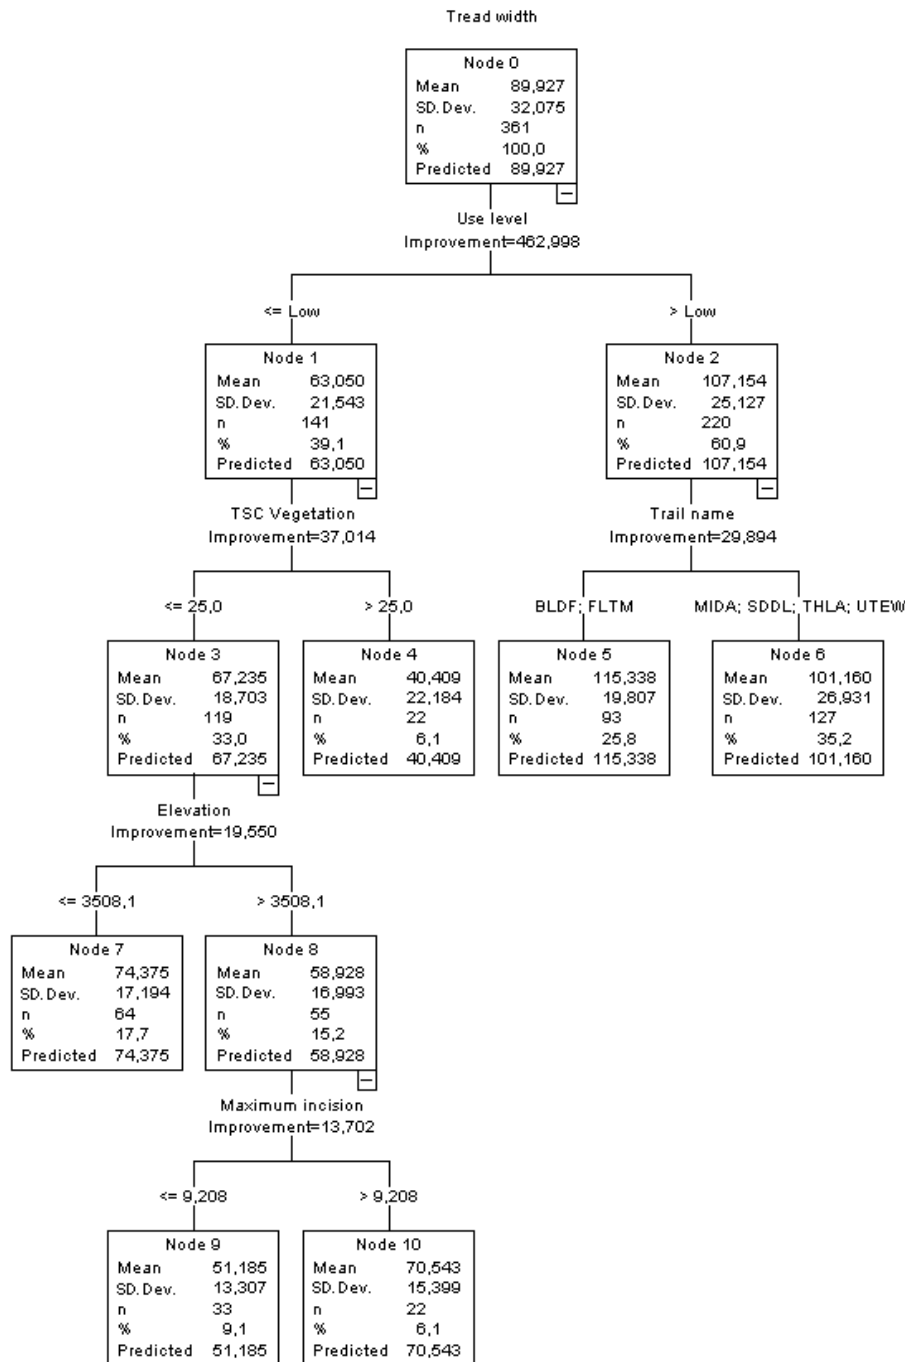 Tread width
Node 0
Mean 89,927
SD. Dev. 32,075
n 361
% 100,0
Predicted 89,927
Use level
Improvement=462,998
<= Low
> Low
Node 1
Mean 63,050
SD. Dev. 21,543
n 141
% 39,1
Predicted 63,050
Node 2
Mean 107,154
SD. Dev. 25,127
n 220
% 60,9
Predicted 107,154
TSC Vegetation
Improvement=37,014
Trail name
Improvement=29,894
<= 25,0
> 25,0
BLDF; FLTM
MIDA; SDDL; THLA; UTEW
Node 3
Mean 67,235
SD. Dev. 18,703
n 119
% 33,0
Predicted 67,235
Node 4
Mean 40,409
SD. Dev. 22,184
n 22
% 6,1
Predicted 40,409
Node 5
Mean 115,338
SD. Dev. 19,807
n 93
% 25,8
Predicted 115,338
Node 6
Mean 101,160
SD. Dev. 26,931
n 127
% 35,2
Predicted 101,160
Elevation
Improvement=19,550
<= 3508,1
> 3508,1
Node 7
Mean 74,375
SD. Dev. 17,194
n 64
% 17,7
Predicted 74,375
Node 8
Mean 58,928
SD. Dev. 16,993
n 55
% 15,2
Predicted 58,928
Maximum incision
Improvement=13,702
<= 9,208
> 9,208
Node 9
Mean 51,185
SD. Dev. 13,307
n 33
% 9,1
Predicted 51,185
Node 10
Mean 70,543
SD. Dev. 15,399
n 22
% 6,1
Predicted 70,543